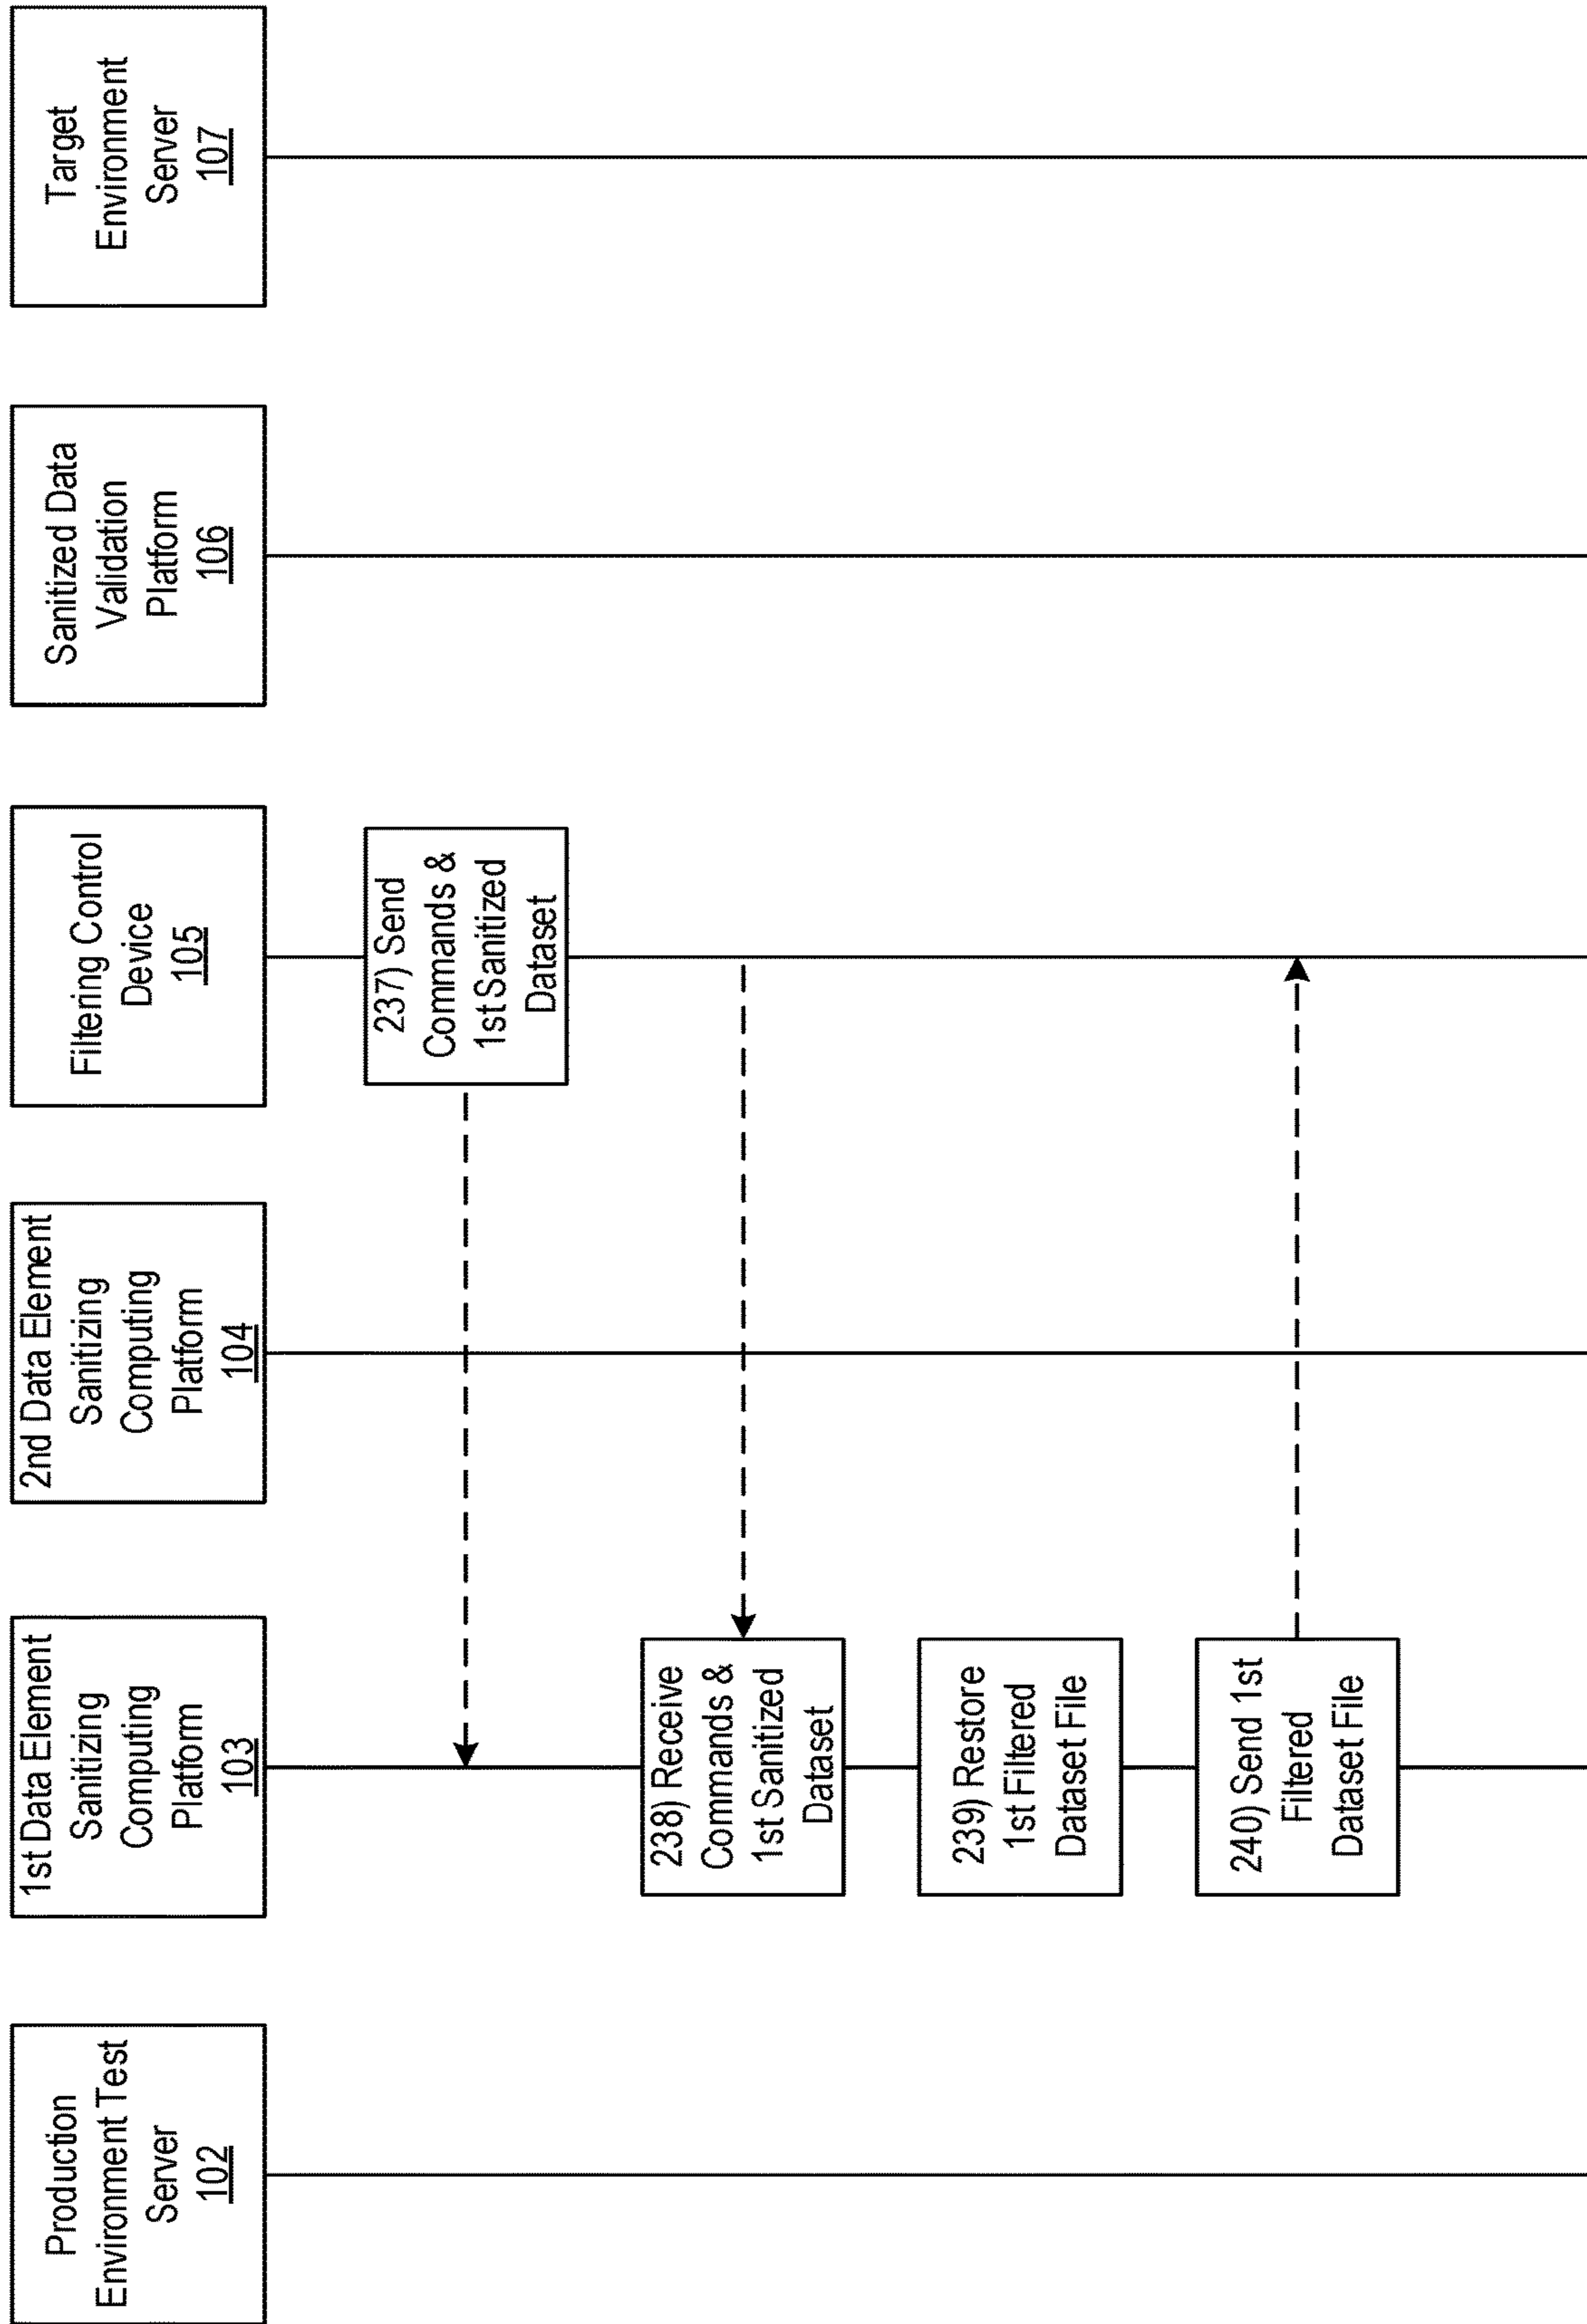 Production
Environment Test
Server
102
1st Data Element
Sanitizing
Computing
Platform
103
2nd Data Element
Sanitizing
Computing
Platform
104
Filtering Control
Device
105
Sanitized Data
Validation
Platform
106
Target
Environment
Server
107
237) Send
Commands &
1st Sanitized
Dataset
238) Receive
Commands &
1st Sanitized
Dataset
239) Restore
1st Filtered
Dataset File
240) Send 1st
Filtered
Dataset File